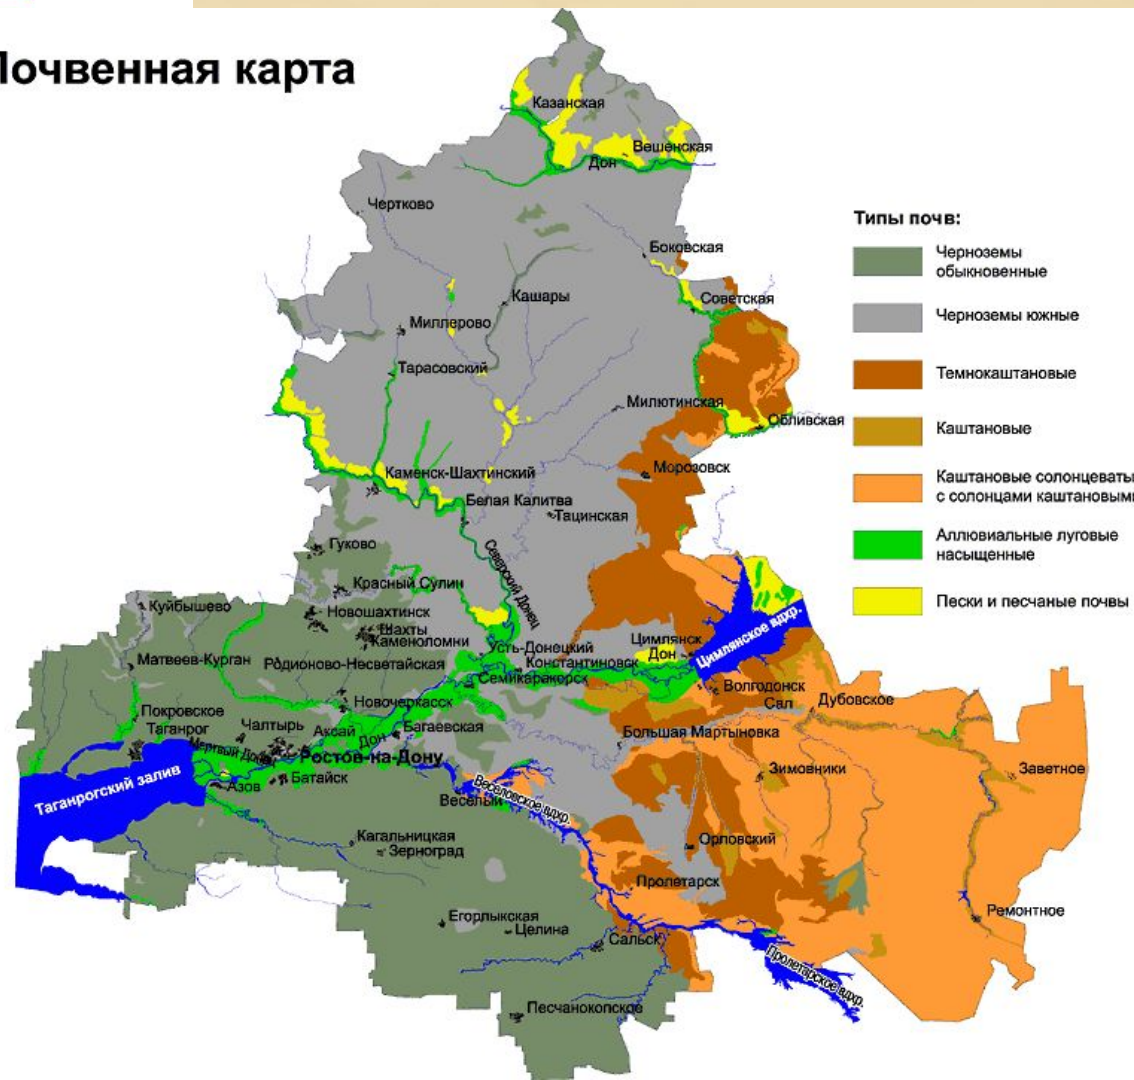 Почвенная карта
Казанская
Вешенская
Дон
Чертково
Боковская
Советская
Кашары
Миллерово
Тарасовский
Милютинская
Обливская
Морозовск
Каменск-Шахтинский
Белая Калитва
Тацинская
Северский Донец
Гуково
Красный Сулин
Куйбышево
Новошахтинск
Шахты
Каменоломни
Матвеев-Курган
Родионово-Несветайская
Усть-Донецкий
Константиновск
Семикаракорск
Цимлянск
Дон
Цимлянское вдхр.
Волгодонск
Сал
Дубовское
Новочеркасск
Покровское
Таганрог
Чалтырь
Аксай
Дон
Багаевская
Большая Мартыновка
Мертвый Донец
Ростов-на-Дону
Батайск
Азов
Таганрогский залив
Веселый
Веселовское вдхр.
Зимовники
Заветное
Кагальницкая
Зерноград
Орловский
Пролетарск
Егорлыкская
Целина
Сальск
Ремонтное
Пролетарское вдхр.
Песчанокопское
Типы почв:
Черноземы
обыкновенные
Черноземы южные
Темнокаштановые
Каштановые
Каштановые солонцеваты
с солонцами каштановыми
Аллювиальные луговые
насыщенные
Пески и песчаные почвы